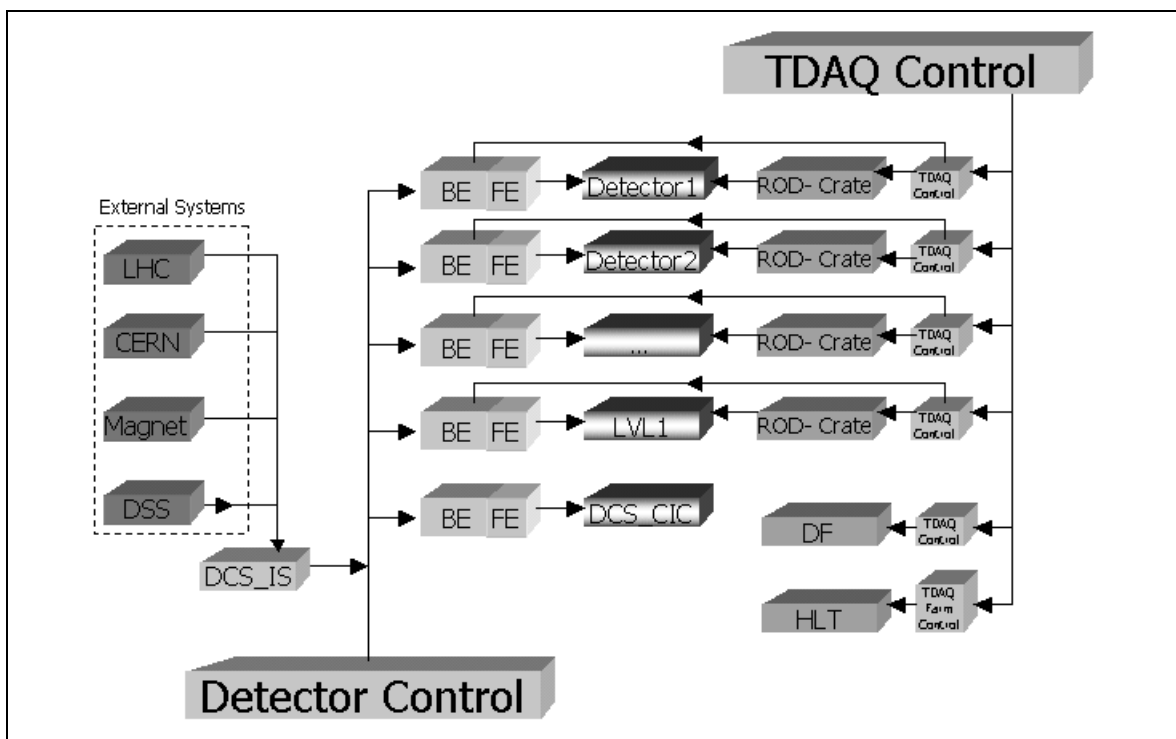 TDAQ Control
BE FE Detector1 ROD- Crate TDAQ
Control
External Systems
LHC
BE FE Detector2 ROD- Crate TDAQ
Control
CERN
BE FE ... ROD- Crate TDAQ
Control
Magnet
BE FE LVL1 ROD- Crate TDAQ
Control
DSS
BE FE DCS_CIC
DF TDAQ
Control
DCS_IS
HLT TDAQ
Farm
Control
Detector Control